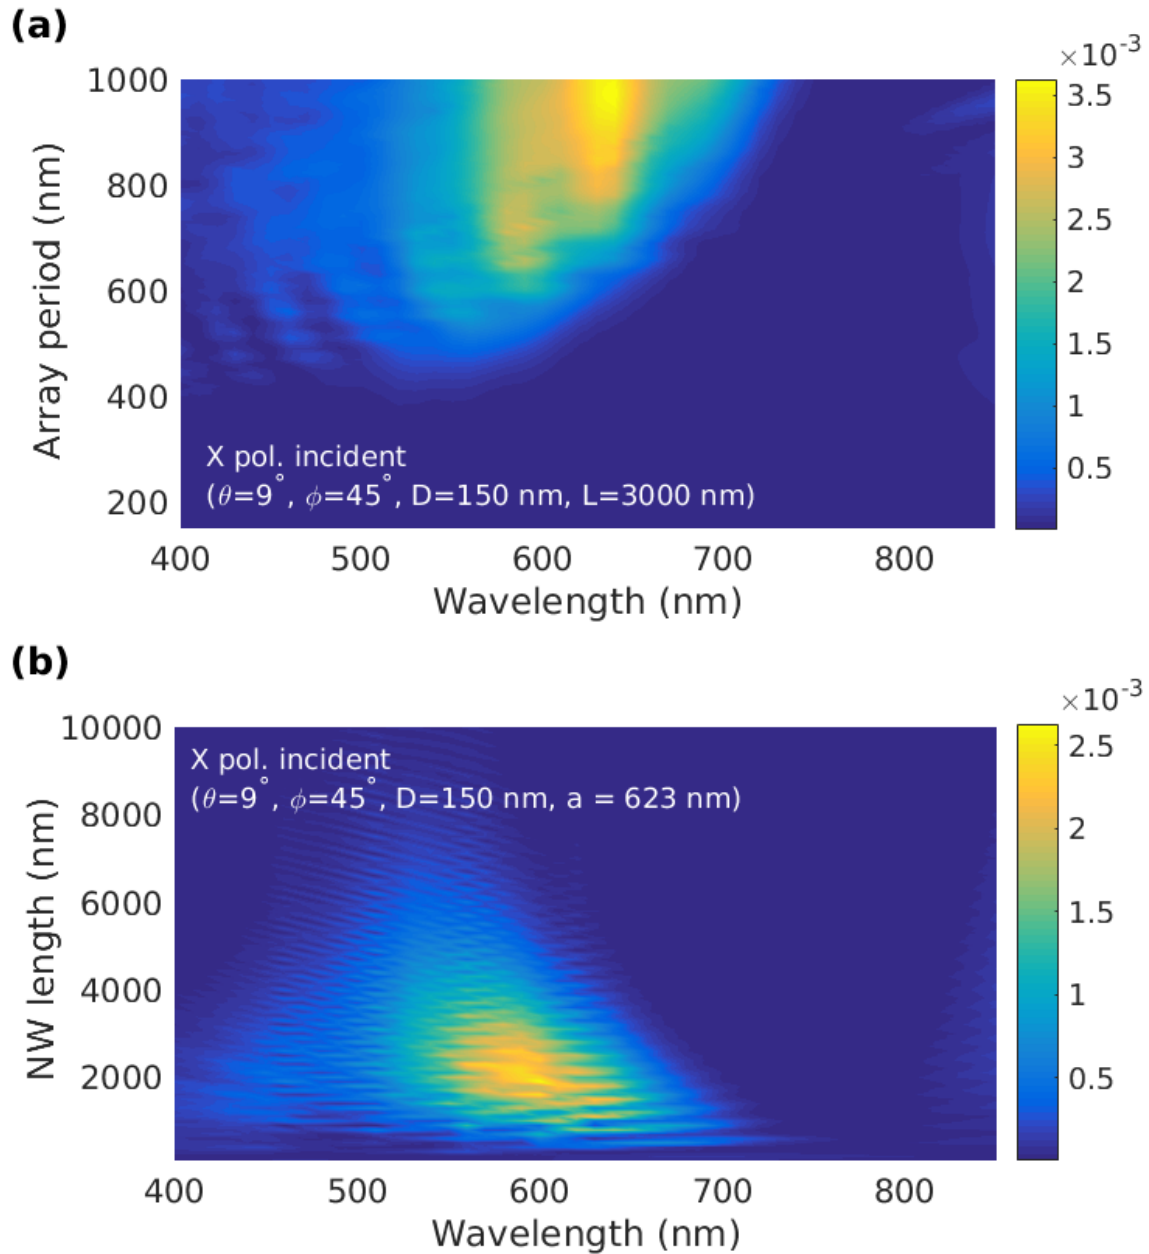 (a)
×10-3
1000
800
600
400
200
Array period (nm)
X pol. incident
(θ=9°, ϕ=45°, D=150 nm, L=3000 nm)
400 500 600 700 800
Wavelength (nm)
3.5
3
2.5
2
1.5
1
0.5
(b)
×10-3
10000
8000
6000
4000
2000
NW length (nm)
X pol. incident
(θ=9°, ϕ=45°, D=150 nm, a = 623 nm)
400 500 600 700 800
Wavelength (nm)
2.5
2
1.5
1
0.5